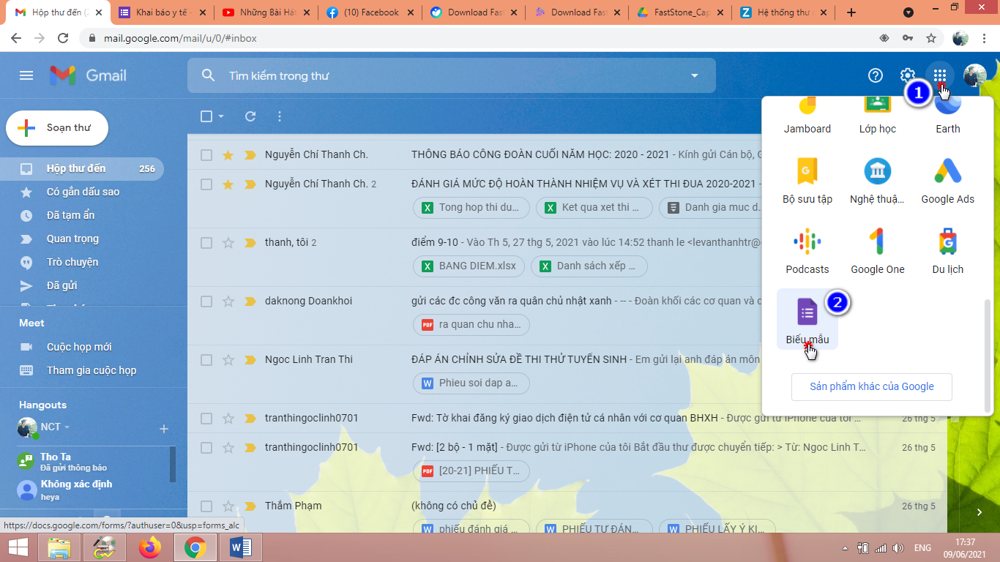 Hộp thư đến (2
Khai báo y tế -
Những Bài Hát
(10) Facebook
Download Fast
Download Fast
FastStone_Cap
Hệ thống thư
mail.google.com/mail/u/0/#inbox
Gmail
Tìm kiếm trong thư
1
Soạn thư
Hộp thư đến 256
Có gắn dấu sao
Đã tạm ẩn
Quan trọng
Trò chuyện
Đã gửi
Meet
Cuộc họp mới
Tham gia cuộc họp
Hangouts
NCT
Tho Ta
Đã gửi thông báo
Không xác định
heya
Nguyễn Chí Thanh Ch. THÔNG BÁO CÔNG ĐOÀN CUỐI NĂM HỌC: 2020 - 2021 - Kính gửi Cán bộ, G
Nguyễn Chí Thanh Ch. 2 ĐÁNH GIÁ MỨC ĐỘ HOÀN THÀNH NHIỆM VỤ VÀ XÉT THI ĐUA 2020-2021 -
Tong hop thi du... Ket qua xet thi ... Danh gia muc d...
thanh, tôi 2 điểm 9-10 - Vào Th 5, 27 thg 5, 2021 vào lúc 14:52 thanh le <levanthanhtr@
BANG DIEM.xlsx Danh sách xếp ...
daknong Doankhoi gửi các đc công văn ra quân chủ nhật xanh - -- - Đoàn khối các cơ quan và
ra quan chu nha...
Ngoc Linh Tran Thi ĐÁP ÁN CHỈNH SỬA ĐỀ THI THỬ TUYỂN SINH - Em gửi lại anh đáp án môn
Phieu soi dap a...
tranthingoclinh0701 Fwd: Tờ khai đăng ký giao dịch điện tử cá nhân với cơ quan BHXH - Được gửi từ iPhone của tôi ... 26 thg 5
tranthingoclinh0701 Fwd: [2 bộ - 1 mặt] - Được gửi từ iPhone của tôi Bắt đầu thư được chuyển tiếp: > Từ: Ngoc Linh T... 26 thg 5
[20-21] PHIẾU T...
Thắm Phạm (không có chủ đề) 26 thg 5
phiếu đánh giá ... PHIẾU TỰ ĐÁN... PHIẾU LẤY Ý KI...
Jamboard Lớp học Earth
Bộ sưu tập Nghệ thuậ... Google Ads
Podcasts Google One Du lịch
2
Biểu mẫu
Sản phẩm khác của Google
https://docs.google.com/forms/?authuser=0&usp=forms_alc
ENG
17:37
09/06/2021